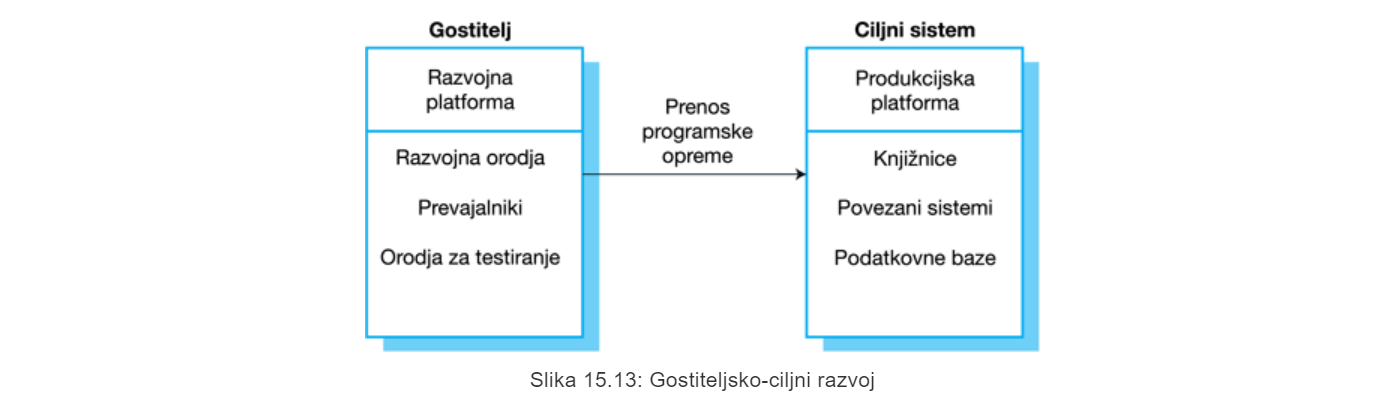 Gostitelj
Razvojna
platforma
Razvojna orodja
Prevajalniki
Orodja za testiranje
Prenos
programske
opreme
Ciljni sistem
Produkcijska
platforma
Knjižnice
Povezani sistemi
Podatkovne baze
Slika 15.13: Gostiteljsko-ciljni razvoj